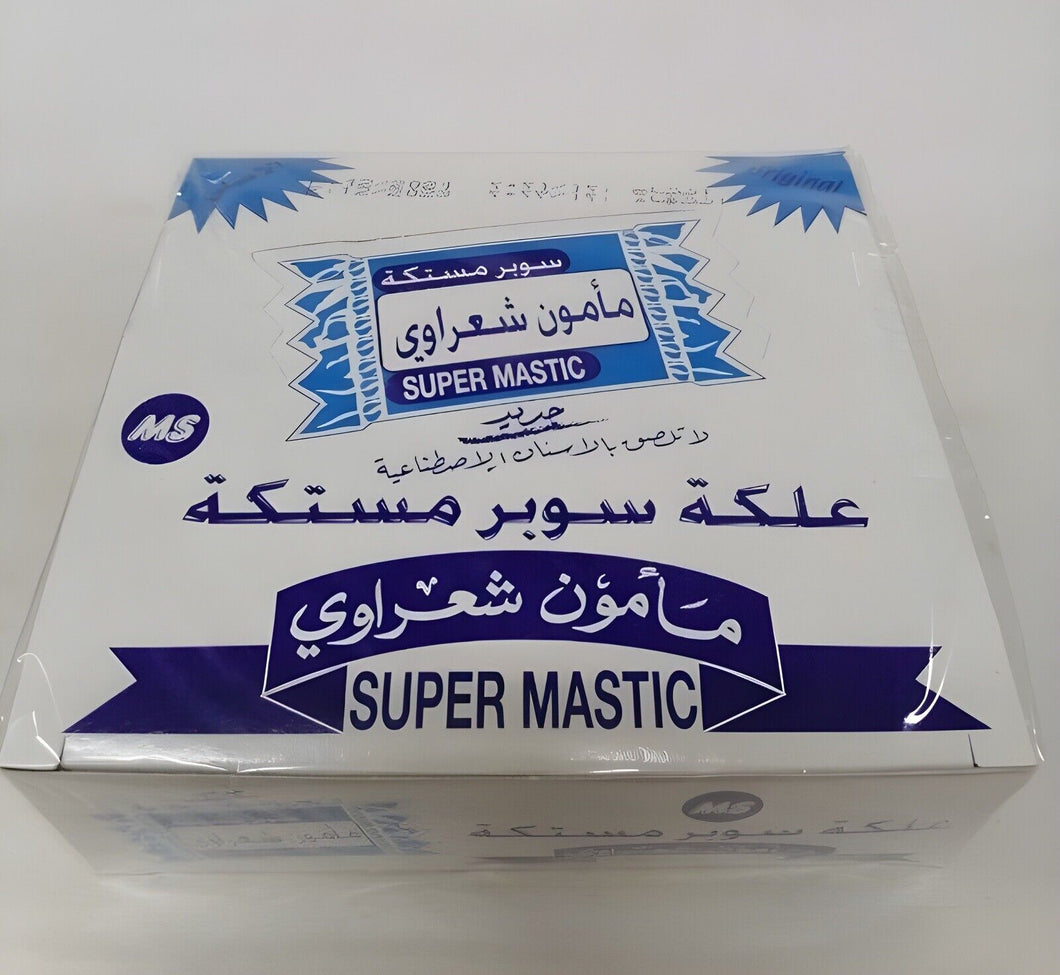 Original
سوبر مستكة
مأمون شعراوي
SUPER MASTIC
جديد
لا تلصق بالاسنان الاصطناعية
MS
علكة سوبر مستكة
مأمون شعراوي
SUPER MASTIC
MS
علكة سوبر مستكة